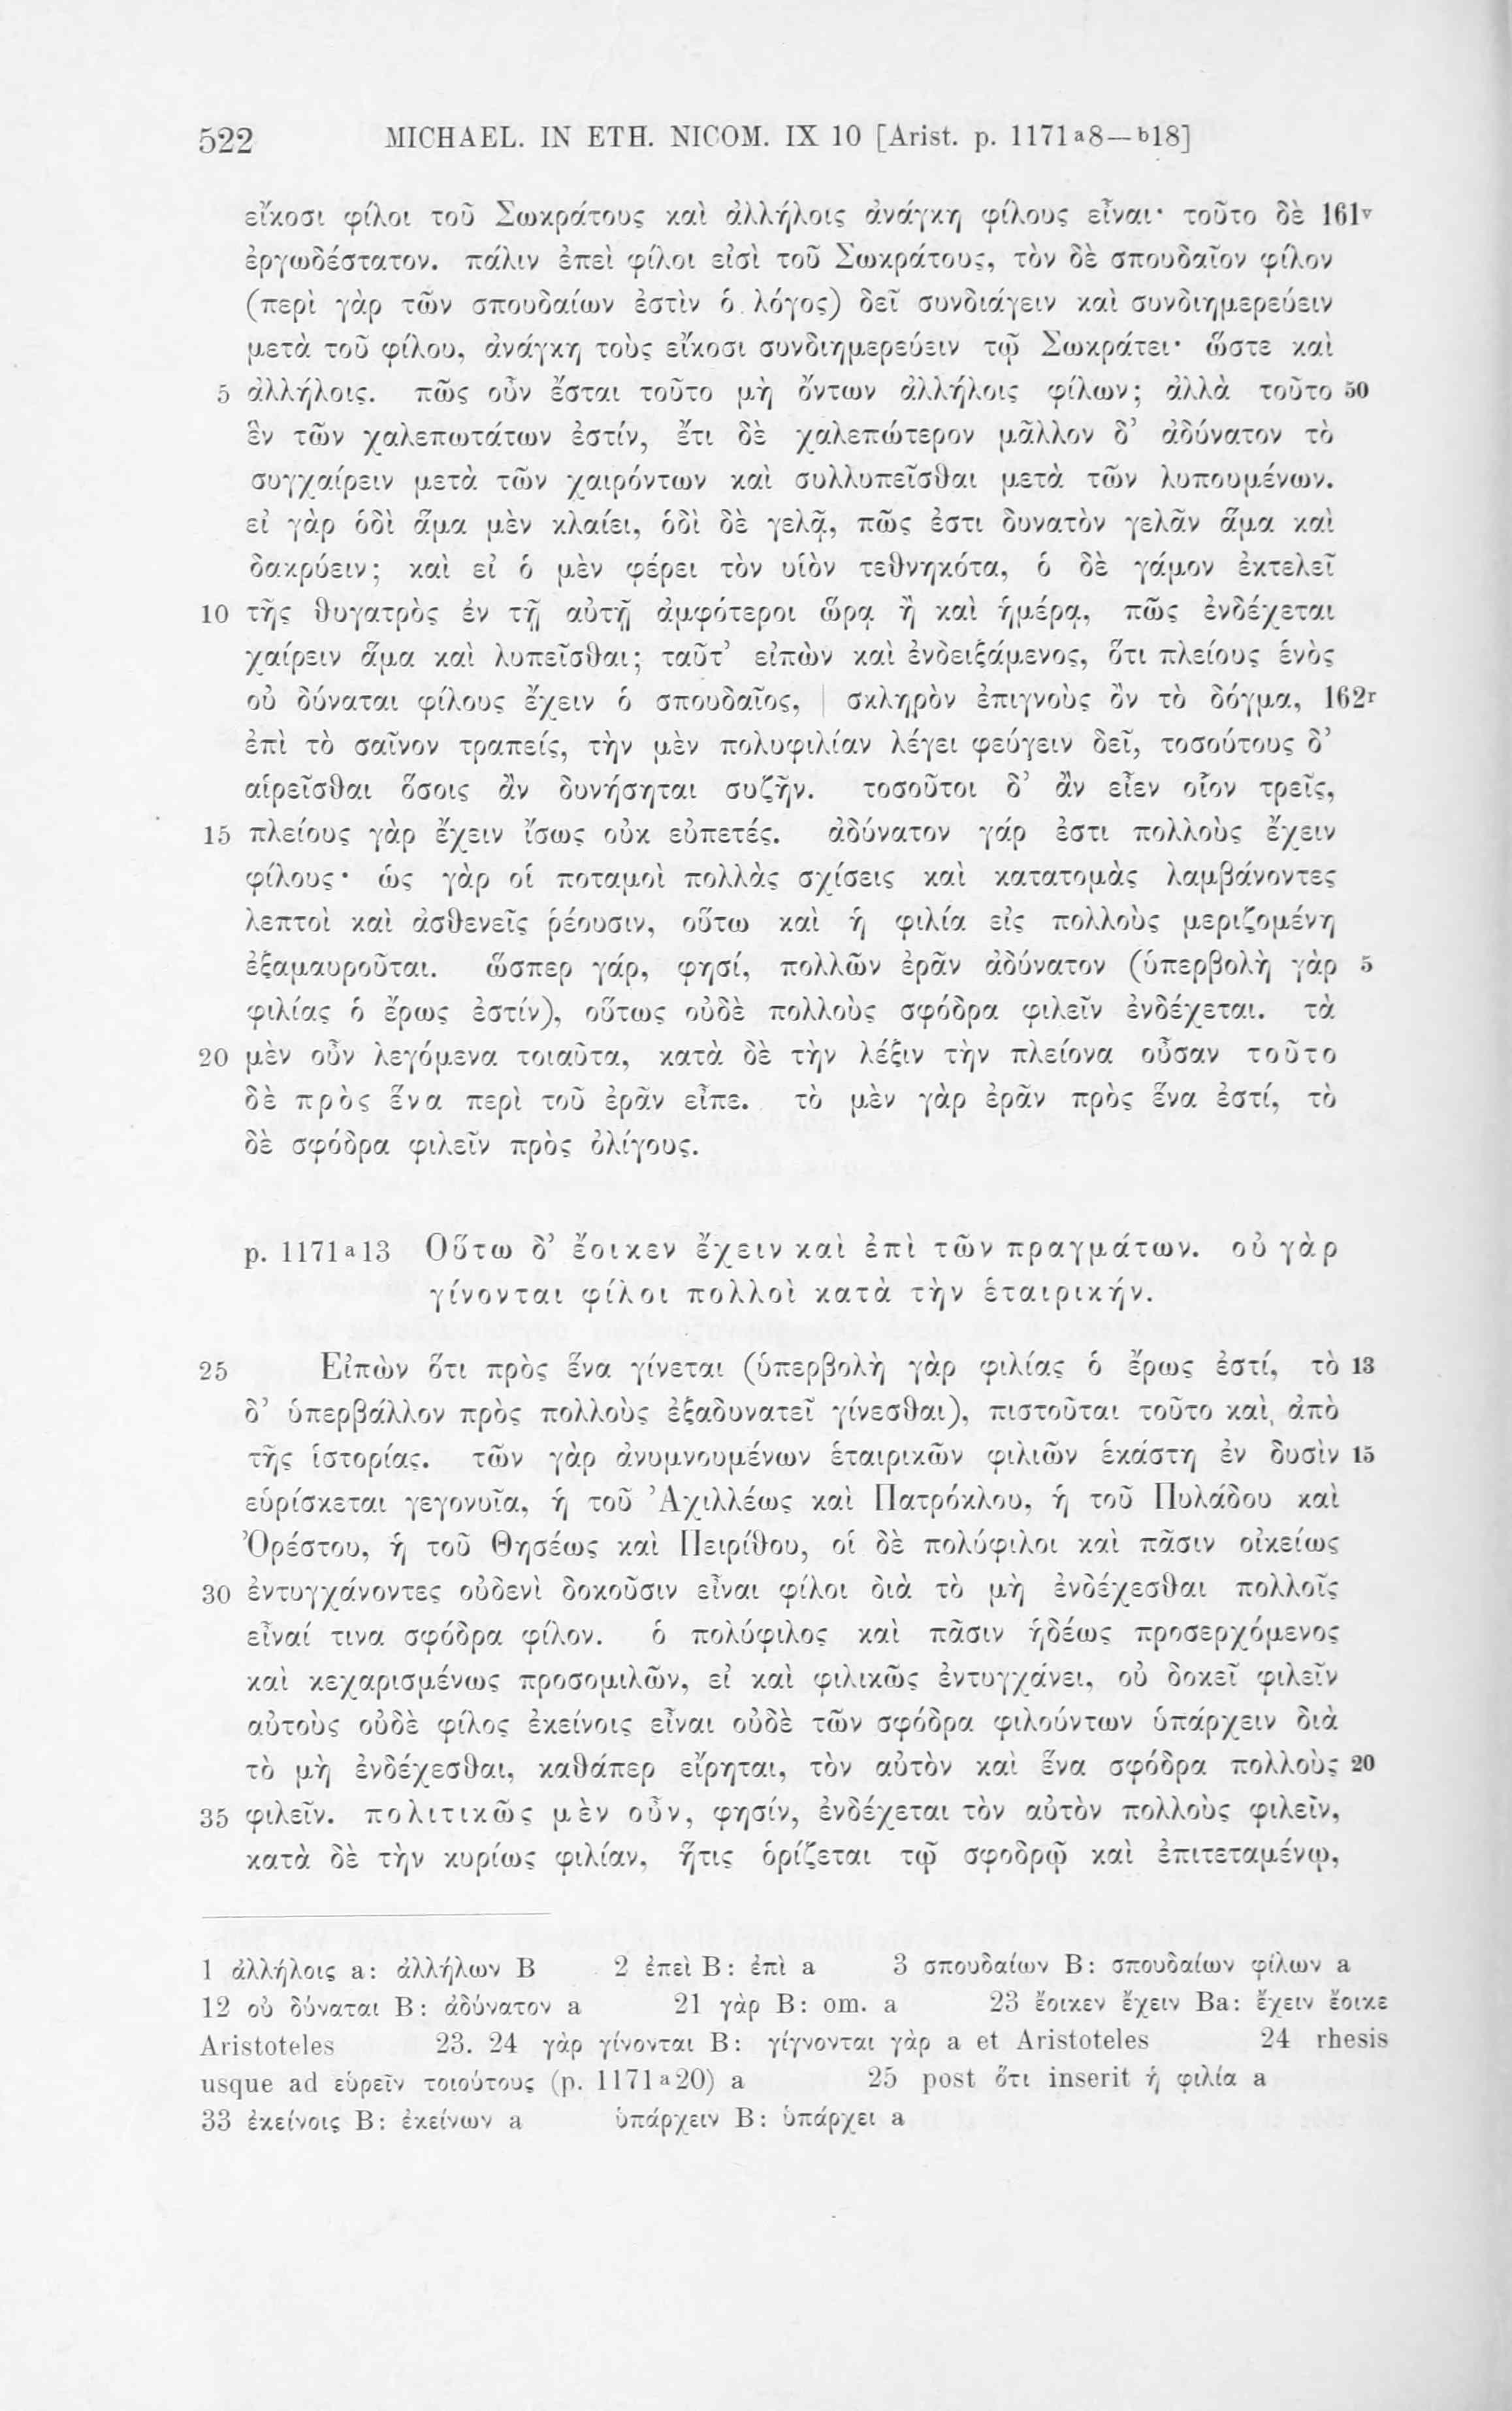 522 MICHAEL. IN ETH. NICOM. IX 10 [Arist. p. 1171ᵃ8—ᵇ18]
εἴκοσι φίλοι τοῦ Σωκράτους καὶ ἀλλήλοις ἀνάγκη φίλους εἶναι· τοῦτο δὲ 161ᵛ
ἐργωδέστατον. πάλιν ἐπεὶ φίλοι εἰσὶ τοῦ Σωκράτους, τὸν δὲ σπουδαῖον φίλον
(περὶ γὰρ τῶν σπουδαίων ἐστὶν ὁ λόγος) δεῖ συνδιάγειν καὶ συνδιημερεύειν
μετὰ τοῦ φίλου, ἀνάγκη τοὺς εἴκοσι συνδιημερεύειν τῷ Σωκράτει· ὥστε καὶ
5 ἀλλήλοις. πῶς οὖν ἔσται τοῦτο μὴ ὄντων ἀλλήλοις φίλων; ἀλλὰ τοῦτο 50
ἓν τῶν χαλεπωτάτων ἐστίν, ἔτι δὲ χαλεπώτερον μᾶλλον δ’ ἀδύνατον τὸ
συγχαίρειν μετὰ τῶν χαιρόντων καὶ συλλυπεῖσθαι μετὰ τῶν λυπουμένων.
εἰ γὰρ ὁδὶ ἅμα μὲν κλαίει, ὁδὶ δὲ γελᾷ, πῶς ἐστι δυνατὸν γελᾶν ἅμα καὶ
δακρύειν; καὶ εἰ ὁ μὲν φέρει τὸν υἱὸν τεθνηκότα, ὁ δὲ γάμον ἐκτελεῖ
10 τῆς θυγατρὸς ἐν τῇ αὐτῇ ἀμφότεροι ὥρᾳ ἢ καὶ ἡμέρᾳ, πῶς ἐνδέχεται
χαίρειν ἅμα καὶ λυπεῖσθαι; ταῦτ’ εἰπὼν καὶ ἐνδειξάμενος, ὅτι πλείους ἑνὸς
οὐ δύναται φίλους ἔχειν ὁ σπουδαῖος, | σκληρὸν ἐπιγνοὺς ὂν τὸ δόγμα, 162ʳ
ἐπὶ τὸ σαῖνον τραπείς, τὴν μὲν πολυφιλίαν λέγει φεύγειν δεῖ, τοσούτους δ’
αἱρεῖσθαι ὅσοις ἂν δυνήσηται συζῆν. τοσοῦτοι δ’ ἂν εἶεν οἷον τρεῖς,
15 πλείους γὰρ ἔχειν ἴσως οὐκ εὐπετές. ἀδύνατον γάρ ἐστι πολλοὺς ἔχειν
φίλους· ὡς γὰρ οἱ ποταμοὶ πολλὰς σχίσεις καὶ κατατομὰς λαμβάνοντες
λεπτοὶ καὶ ἀσθενεῖς ῥέουσιν, οὕτω καὶ ἡ φιλία εἰς πολλοὺς μεριζομένη
ἐξαμαυροῦται. ὥσπερ γάρ, φησί, πολλῶν ἐρᾶν ἀδύνατον (ὑπερβολὴ γὰρ 5
φιλίας ὁ ἔρως ἐστίν), οὕτως οὐδὲ πολλοὺς σφόδρα φιλεῖν ἐνδέχεται. τὰ
20 μὲν οὖν λεγόμενα τοιαῦτα, κατὰ δὲ τὴν λέξιν τὴν πλείονα οὖσαν τοῦτο
δὲ πρὸς ἕνα περὶ τοῦ ἐρᾶν εἶπε. τὸ μὲν γὰρ ἐρᾶν πρὸς ἕνα ἐστί, τὸ
δὲ σφόδρα φιλεῖν πρὸς ὀλίγους.
p. 1171ᵃ13 Οὕτω δ’ ἔοικεν ἔχειν καὶ ἐπὶ τῶν πραγμάτων. οὐ γὰρ
γίνονται φίλοι πολλοὶ κατὰ τὴν ἑταιρικήν.
25 Εἰπὼν ὅτι πρὸς ἕνα γίνεται (ὑπερβολὴ γὰρ φιλίας ὁ ἔρως ἐστί, τὸ 13
δ’ ὑπερβάλλον πρὸς πολλοὺς ἐξαδυνατεῖ γίνεσθαι), πιστοῦται τοῦτο καὶ ἀπὸ
τῆς ἱστορίας. τῶν γὰρ ἀνυμνουμένων ἑταιρικῶν φιλιῶν ἑκάστη ἐν δυσὶν 15
εὑρίσκεται γεγονυῖα, ἡ τοῦ Ἀχιλλέως καὶ Πατρόκλου, ἡ τοῦ Πυλάδου καὶ
Ὀρέστου, ἡ τοῦ Θησέως καὶ Πειρίθου, οἱ δὲ πολύφιλοι καὶ πᾶσιν οἰκείως
30 ἐντυγχάνοντες οὐδενὶ δοκοῦσιν εἶναι φίλοι διὰ τὸ μὴ ἐνδέχεσθαι πολλοῖς
εἶναί τινα σφόδρα φίλον. ὁ πολύφιλος καὶ πᾶσιν ἡδέως προσερχόμενος
καὶ κεχαρισμένως προσομιλῶν, εἰ καὶ φιλικῶς ἐντυγχάνει, οὐ δοκεῖ φιλεῖν
αὐτοὺς οὐδὲ φίλος ἐκείνοις εἶναι οὐδὲ τῶν σφόδρα φιλούντων ὑπάρχειν διὰ
τὸ μὴ ἐνδέχεσθαι, καθάπερ εἴρηται, τὸν αὐτὸν καὶ ἕνα σφόδρα πολλοὺς 20
35 φιλεῖν. πολιτικῶς μὲν οὖν, φησίν, ἐνδέχεται τὸν αὐτὸν πολλοὺς φιλεῖν,
κατὰ δὲ τὴν κυρίως φιλίαν, ἥτις ὁρίζεται τῷ σφοδρῷ καὶ ἐπιτεταμένῳ,
1 ἀλλήλοις a: ἀλλήλων B 2 ἐπεὶ B: ἐπὶ a 3 σπουδαίων B: σπουδαίων φίλων a
12 οὐ δύναται B: ἀδύνατον a 21 γὰρ B: om. a 23 ἔοικεν ἔχειν Ba: ἔχειν ἔοικε
Aristoteles 23. 24 γὰρ γίνονται B: γίγνονται γὰρ a et Aristoteles 24 rhesis
usque ad εὑρεῖν τοιούτους (p. 1171ᵃ20) a 25 post ὅτι inserit ἡ φιλία a
33 ἐκείνοις B: ἐκείνων a ὑπάρχειν B: ὑπάρχει a